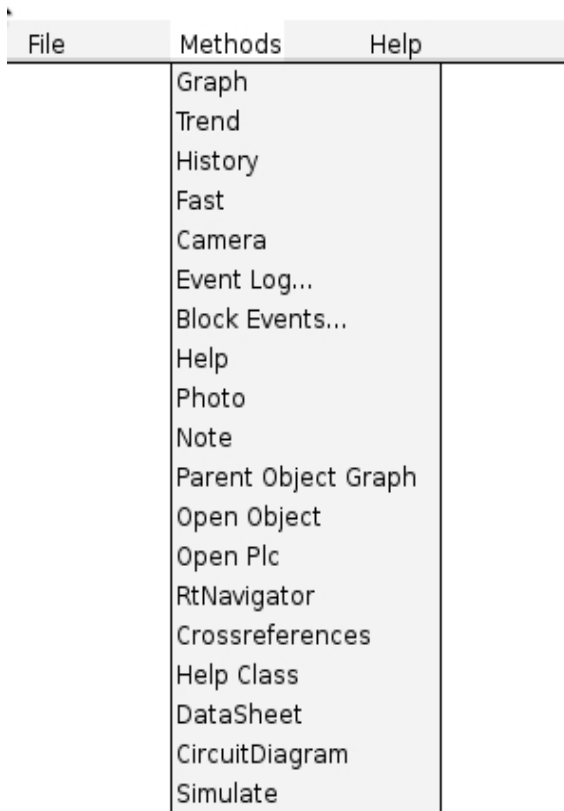 File Methods Help
Graph
Trend
History
Fast
Camera
Event Log...
Block Events...
Help
Photo
Note
Parent Object Graph
Open Object
Open Plc
RtNavigator
Crossreferences
Help Class
DataSheet
CircuitDiagram
Simulate